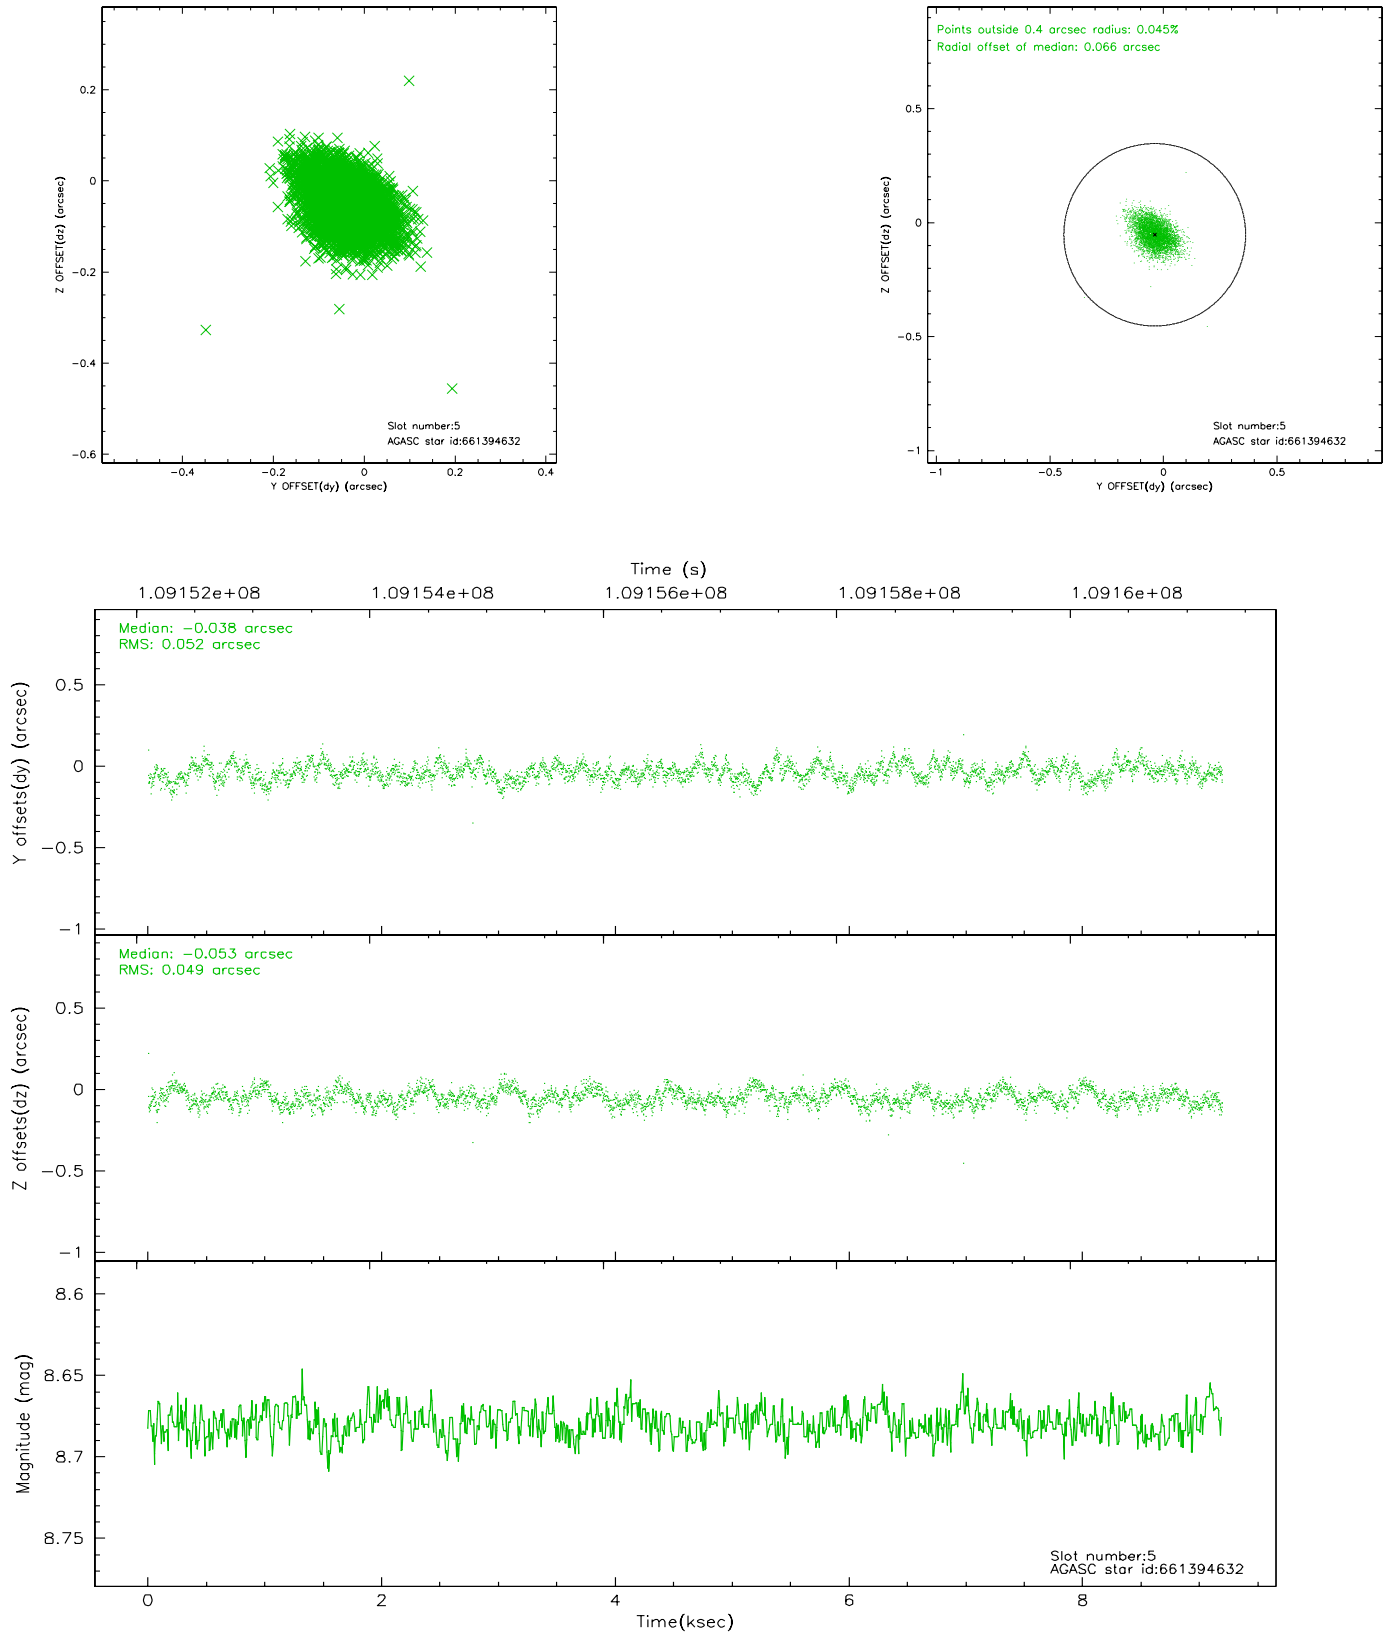 0.2
0
-0.2
-0.4
-0.6
Z OFFSET(dz) (arcsec)
-0.4 -0.2 0 0.2 0.4
Y OFFSET(dy) (arcsec)
Slot number:5
AGASC star id:661394632
Points outside 0.4 arcsec radius: 0.045%
Radial offset of median: 0.066 arcsec
0.5
0
-0.5
-1
Z OFFSET(dz) (arcsec)
-1 -0.5 0 0.5
Y OFFSET(dy) (arcsec)
Slot number:5
AGASC star id:661394632
Time (s)
1.09152e+08 1.09154e+08 1.09156e+08 1.09158e+08 1.0916e+08
Median: -0.038 arcsec
RMS: 0.052 arcsec
0.5
0
-0.5
-1
Y offsets(dy) (arcsec)
Median: -0.053 arcsec
RMS: 0.049 arcsec
0.5
0
-0.5
-1
Z offsets(dz) (arcsec)
8.6
8.65
8.7
8.75
Magnitude (mag)
Slot number:5
AGASC star id:661394632
0 2 4 6 8
Time(ksec)